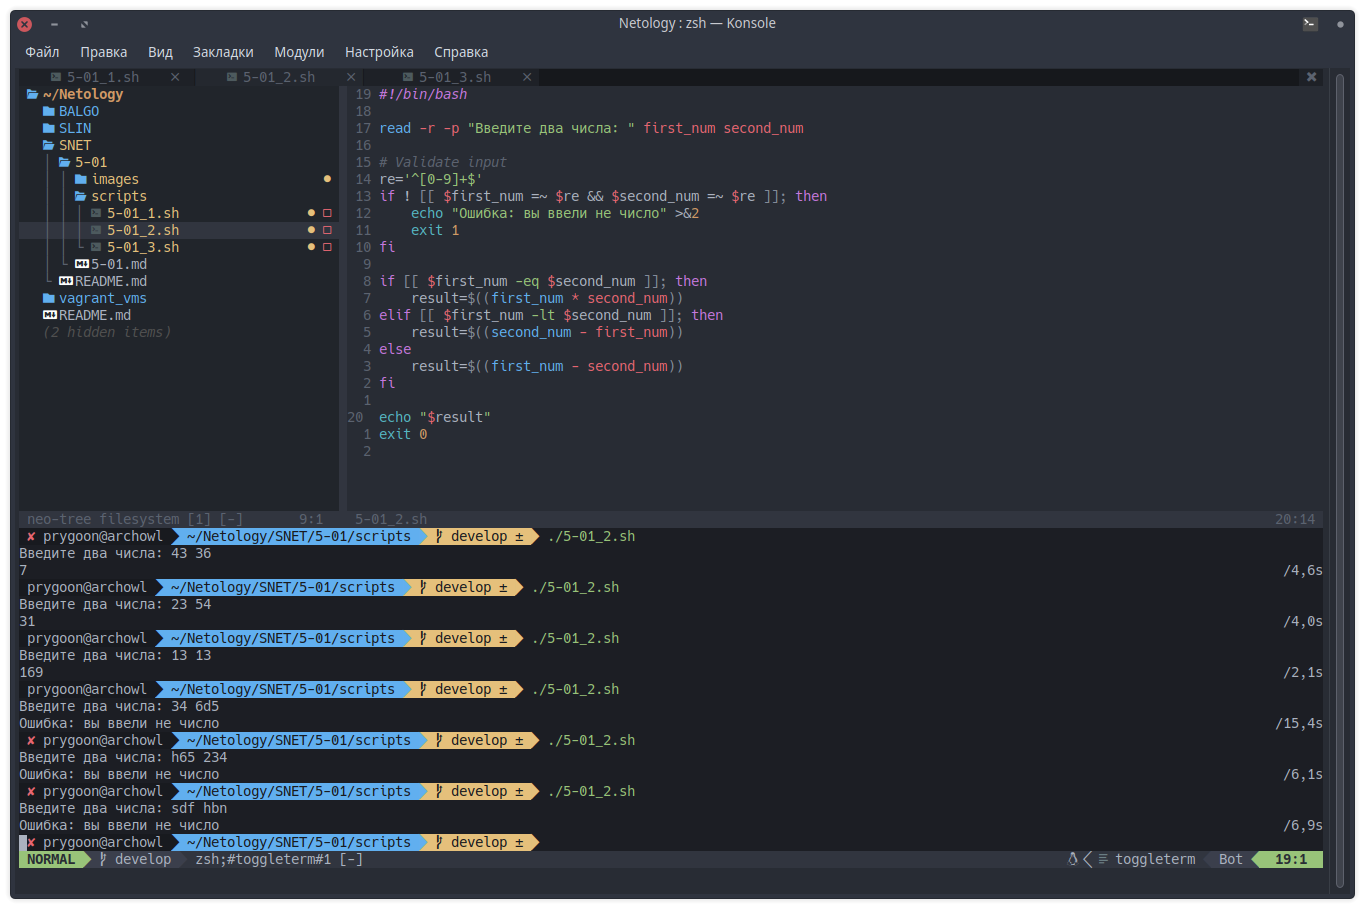 Netology : zsh — Konsole
Файл Правка Вид Закладки Модули Настройка Справка
5-01_1.sh 5-01_2.sh 5-01_3.sh
~/Netology
BALGO
SLIN
SNET
5-01
images
scripts
5-01_1.sh
5-01_2.sh
5-01_3.sh
5-01.md
README.md
vagrant_vms
README.md
(2 hidden items)
19 #!/bin/bash
18
17 read -r -p "Введите два числа: " first_num second_num
16
15 # Validate input
14 re='^[0-9]+$'
13 if ! [[ $first_num =~ $re && $second_num =~ $re ]]; then
12 echo "Ошибка: вы ввели не число" >&2
11 exit 1
10 fi
9
8 if [[ $first_num -eq $second_num ]]; then
7 result=$((first_num * second_num))
6 elif [[ $first_num -lt $second_num ]]; then
5 result=$((second_num - first_num))
4 else
3 result=$((first_num - second_num))
2 fi
1
20 echo "$result"
1 exit 0
2
neo-tree filesystem [1] [-] 9:1 5-01_2.sh 20:14
✘ prygoon@archowl ~/Netology/SNET/5-01/scripts develop ± ./5-01_2.sh
Введите два числа: 43 36
7 /4,6s
prygoon@archowl ~/Netology/SNET/5-01/scripts develop ± ./5-01_2.sh
Введите два числа: 23 54
31 /4,0s
prygoon@archowl ~/Netology/SNET/5-01/scripts develop ± ./5-01_2.sh
Введите два числа: 13 13
169 /2,1s
prygoon@archowl ~/Netology/SNET/5-01/scripts develop ± ./5-01_2.sh
Введите два числа: 34 6d5
Ошибка: вы ввели не число /15,4s
✘ prygoon@archowl ~/Netology/SNET/5-01/scripts develop ± ./5-01_2.sh
Введите два числа: h65 234
Ошибка: вы ввели не число /6,1s
✘ prygoon@archowl ~/Netology/SNET/5-01/scripts develop ± ./5-01_2.sh
Введите два числа: sdf hbn
Ошибка: вы ввели не число /6,9s
✘ prygoon@archowl ~/Netology/SNET/5-01/scripts develop ±
NORMAL develop zsh;#toggleterm#1 [-] toggleterm Bot 19:1